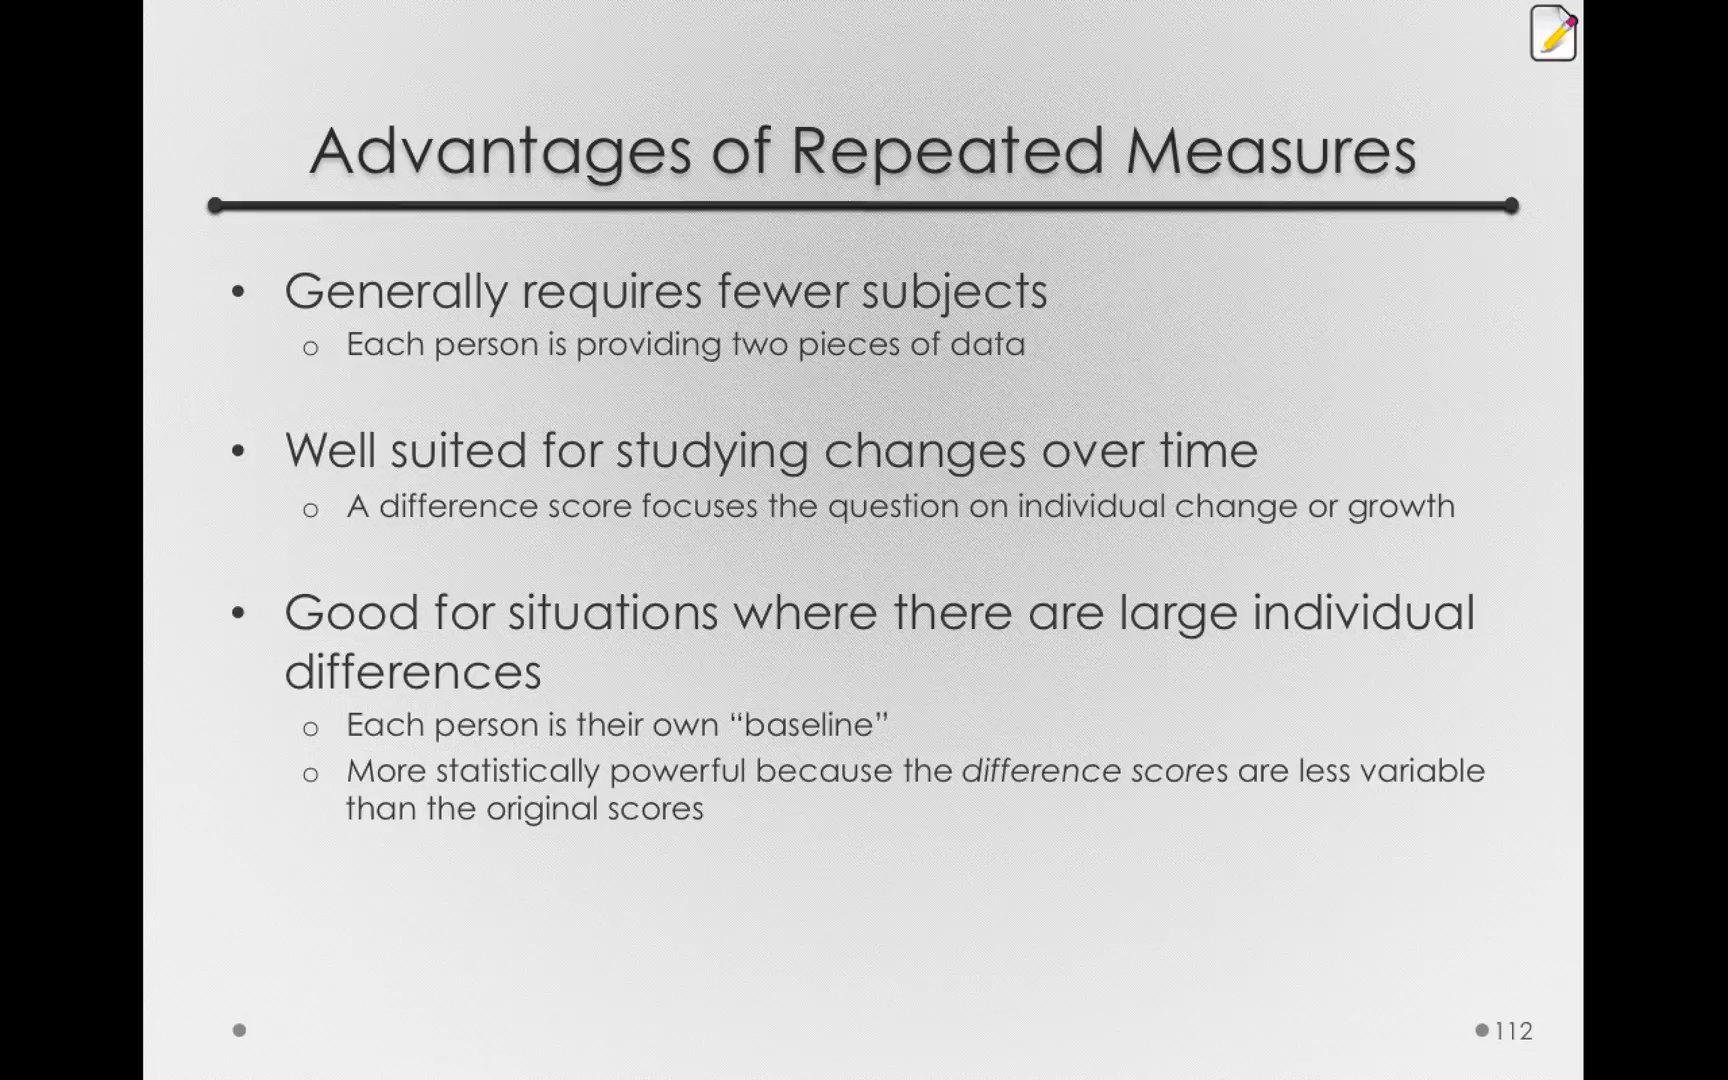 Advantages of Repeated Measures
• Generally requires fewer subjects
o Each person is providing two pieces of data
• Well suited for studying changes over time
o A difference score focuses the question on individual change or growth
• Good for situations where there are large individual
differences
o Each person is their own “baseline”
o More statistically powerful because the difference scores are less variable
than the original scores
112